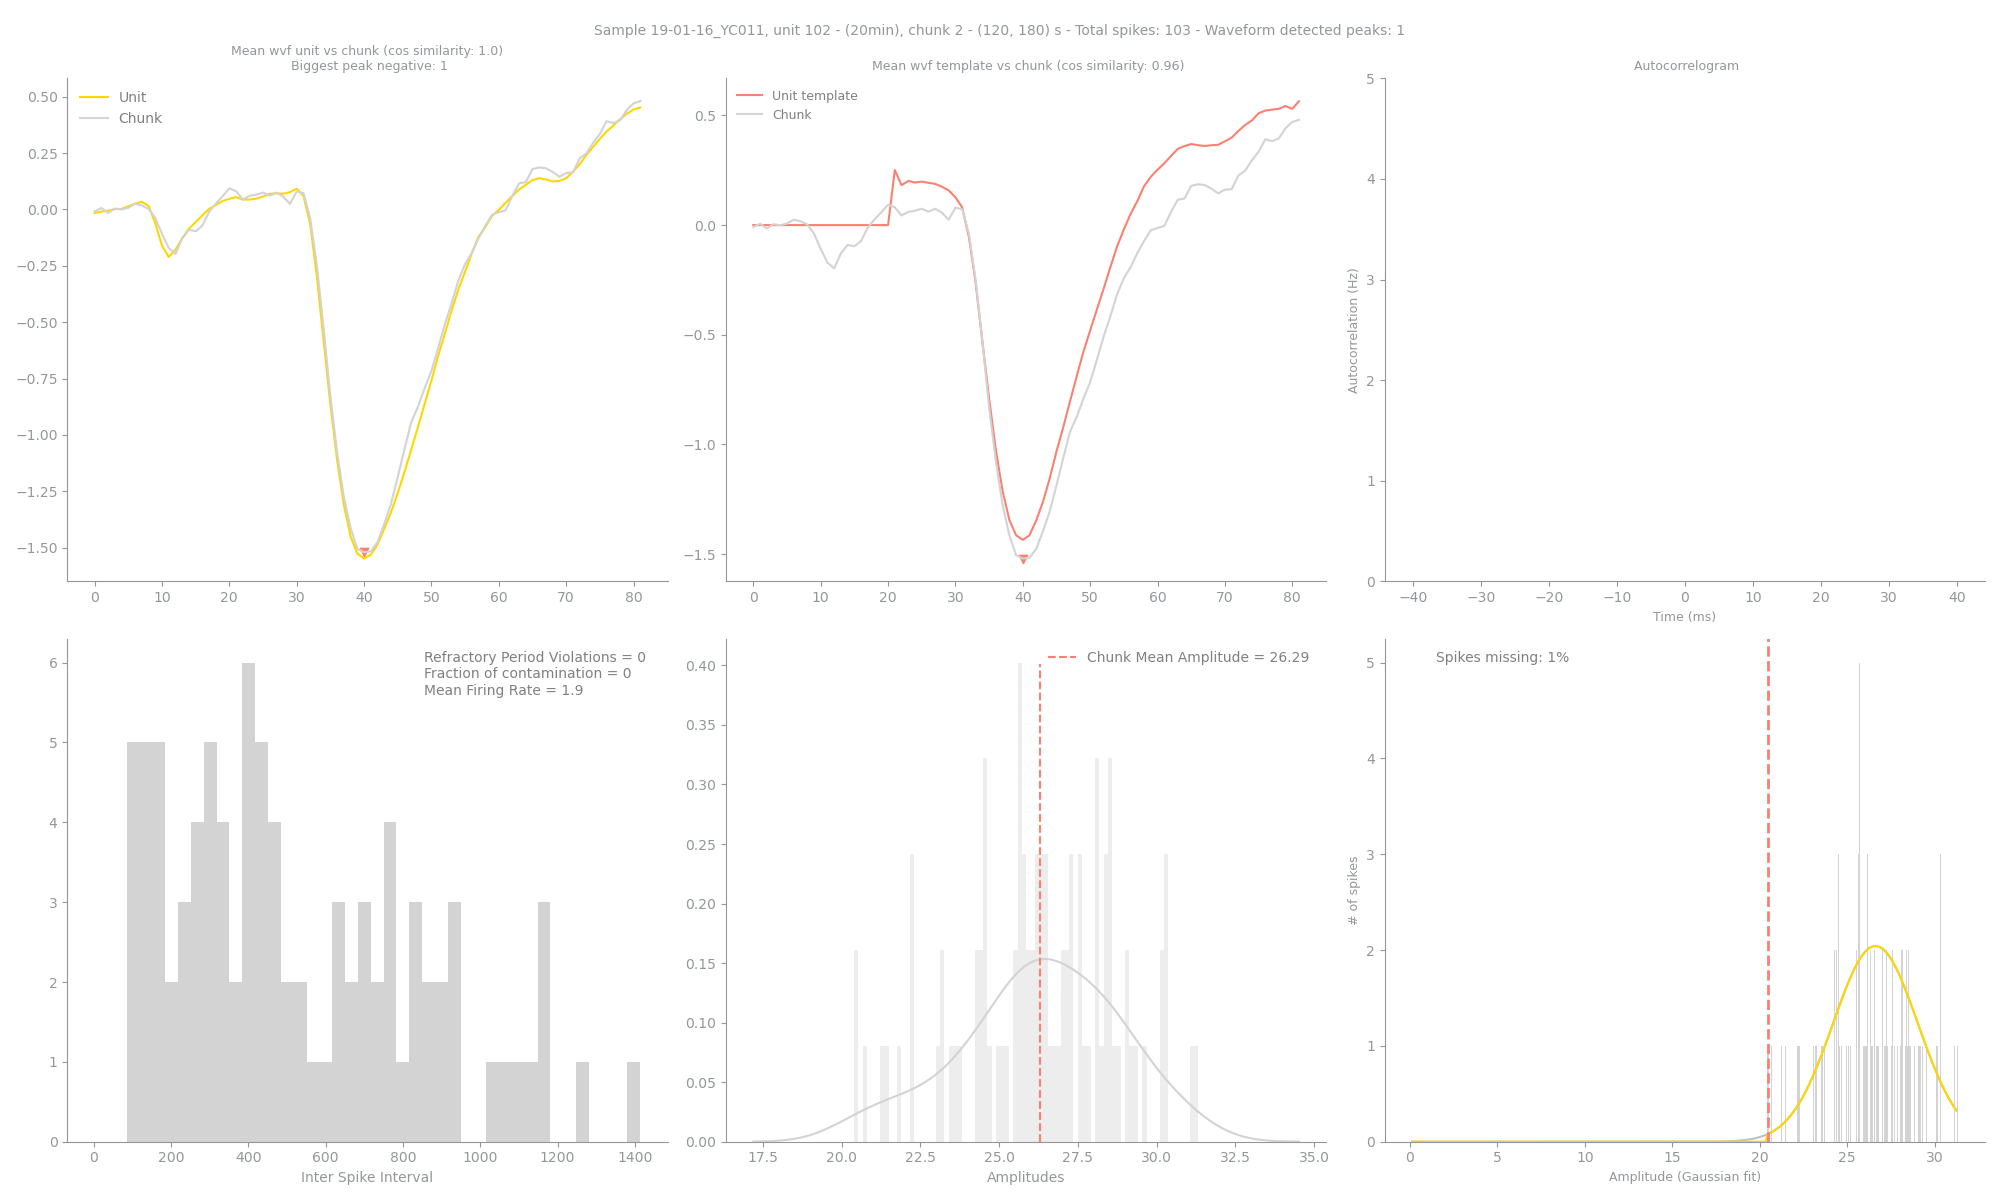 Sample 19-01-16_YC011, unit 102 - (20min), chunk 2 - (120, 180) s - Total spikes: 103 - Waveform detected peaks: 1
Mean wvf unit vs chunk (cos similarity: 1.0)
Biggest peak negative: 1
Unit
Chunk
0.50
0.25
0.00
−0.25
−0.50
−0.75
−1.00
−1.25
−1.50
0 10 20 30 40 50 60 70 80
Mean wvf template vs chunk (cos similarity: 0.96)
Unit template
Chunk
0.5
0.0
−0.5
−1.0
−1.5
0 10 20 30 40 50 60 70 80
Autocorrelogram
Autocorrelation (Hz)
5
4
3
2
1
0
−40 −30 −20 −10 0 10 20 30 40
Time (ms)
Refractory Period Violations = 0
Fraction of contamination = 0
Mean Firing Rate = 1.9
6
5
4
3
2
1
0
0 200 400 600 800 1000 1200 1400
Inter Spike Interval
Chunk Mean Amplitude = 26.29
0.40
0.35
0.30
0.25
0.20
0.15
0.10
0.05
0.00
17.5 20.0 22.5 25.0 27.5 30.0 32.5 35.0
Amplitudes
Spikes missing: 1%
# of spikes
5
4
3
2
1
0
0 5 10 15 20 25 30
Amplitude (Gaussian fit)